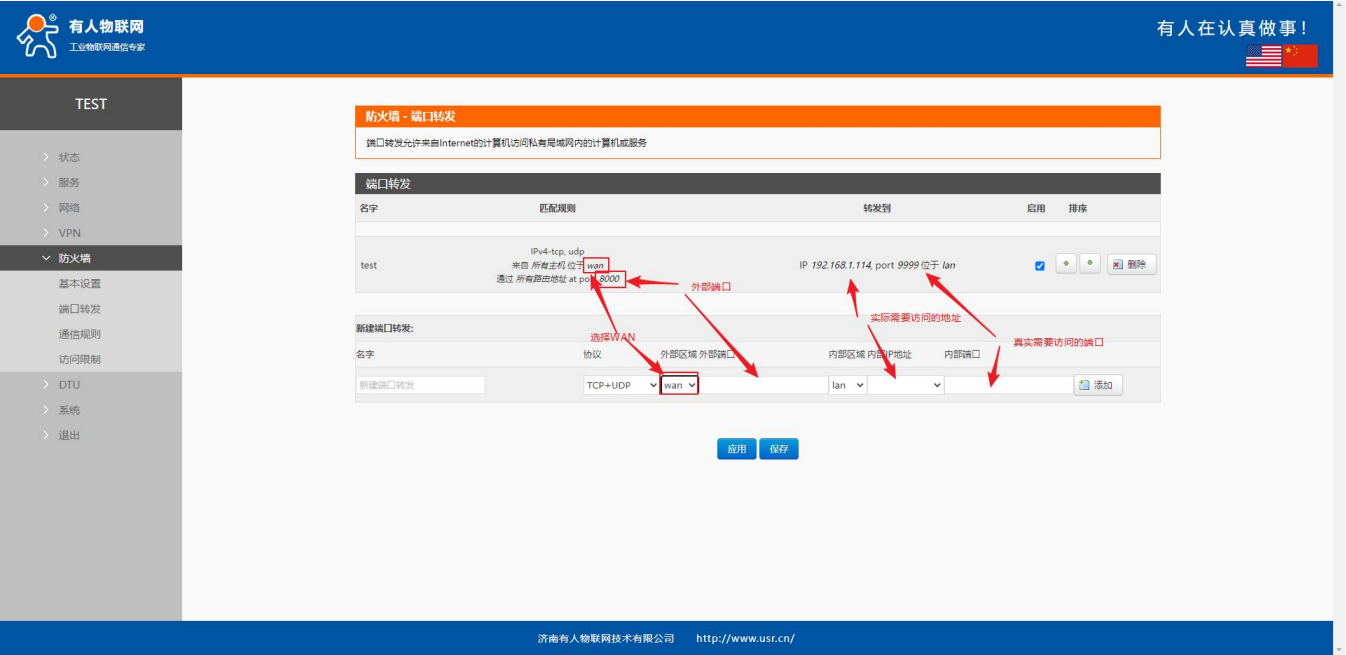 有人物联网
工业物联网通信专家
有人在认真做事!
TEST
状态
服务
网络
VPN
防火墙
基本设置
端口转发
通信规则
访问限制
DTU
系统
退出
防火墙 - 端口转发
端口转发允许来自Internet的计算机访问私有局域网内的计算机或服务
端口转发
名字 匹配规则 转发到 启用 排序
test
IPv4-tcp, udp
来自 所有主机 位于 wan
通过 所有路由地址 at port 8000
IP 192.168.1.114, port 9999 位于 lan
删除
外部端口
实际需要访问的地址
选择WAN
真实需要访问的端口
新建端口转发:
名字 协议 外部区域 外部端口 内部区域 内部IP地址 内部端口
新建端口转发 TCP+UDP wan lan 添加
应用 保存
济南有人物联网技术有限公司 http://www.usr.cn/